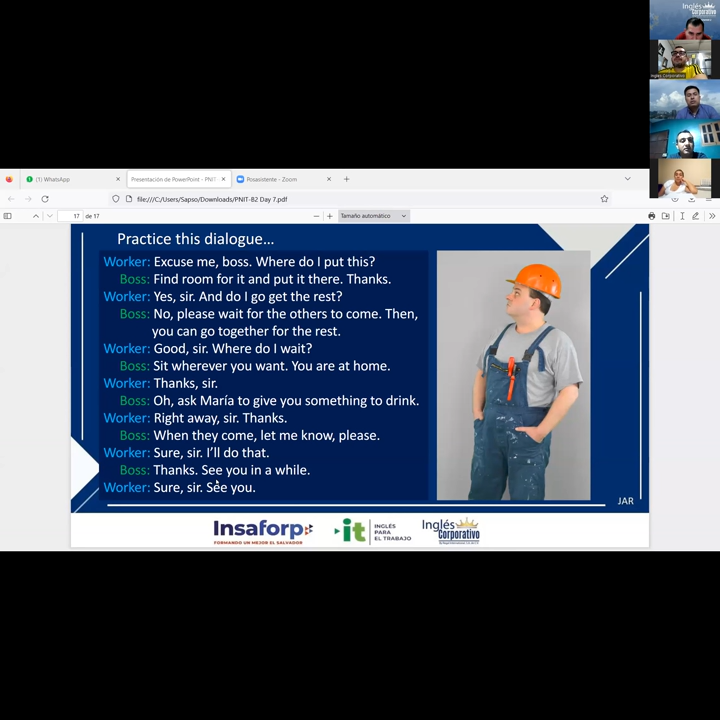 Inglés
Corporativo
Inglés Corporativo
(1) WhatsApp
Presentación de PowerPoint - PNIT
Posasistente - Zoom
file:///C:/Users/Sapso/Downloads/PNIT-B2 Day 7.pdf
17 de 17
Tamaño automático
Practice this dialogue...
Worker: Excuse me, boss. Where do I put this?
Boss: Find room for it and put it there. Thanks.
Worker: Yes, sir. And do I go get the rest?
Boss: No, please wait for the others to come. Then,
you can go together for the rest.
Worker: Good, sir. Where do I wait?
Boss: Sit wherever you want. You are at home.
Worker: Thanks, sir.
Boss: Oh, ask María to give you something to drink.
Worker: Right away, sir. Thanks.
Boss: When they come, let me know, please.
Worker: Sure, sir. I'll do that.
Boss: Thanks. See you in a while.
Worker: Sure, sir. See you.
JAR
Insaforp
FORMANDO UN MEJOR EL SALVADOR
it
INGLÉS
PARA
EL TRABAJO
Inglés
Corporativo